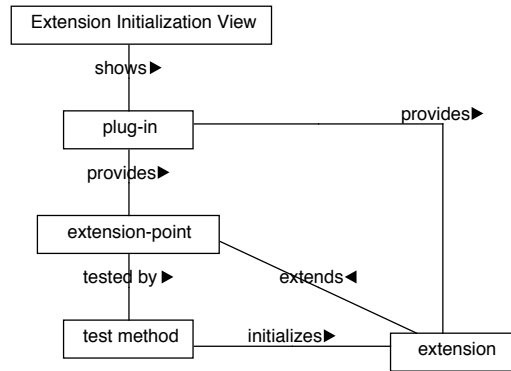 Extension Initialization View
shows▶
plug-in
provides▶
provides▶
extension-point
tested by▶
extends◀
test method
initializes▶
extension